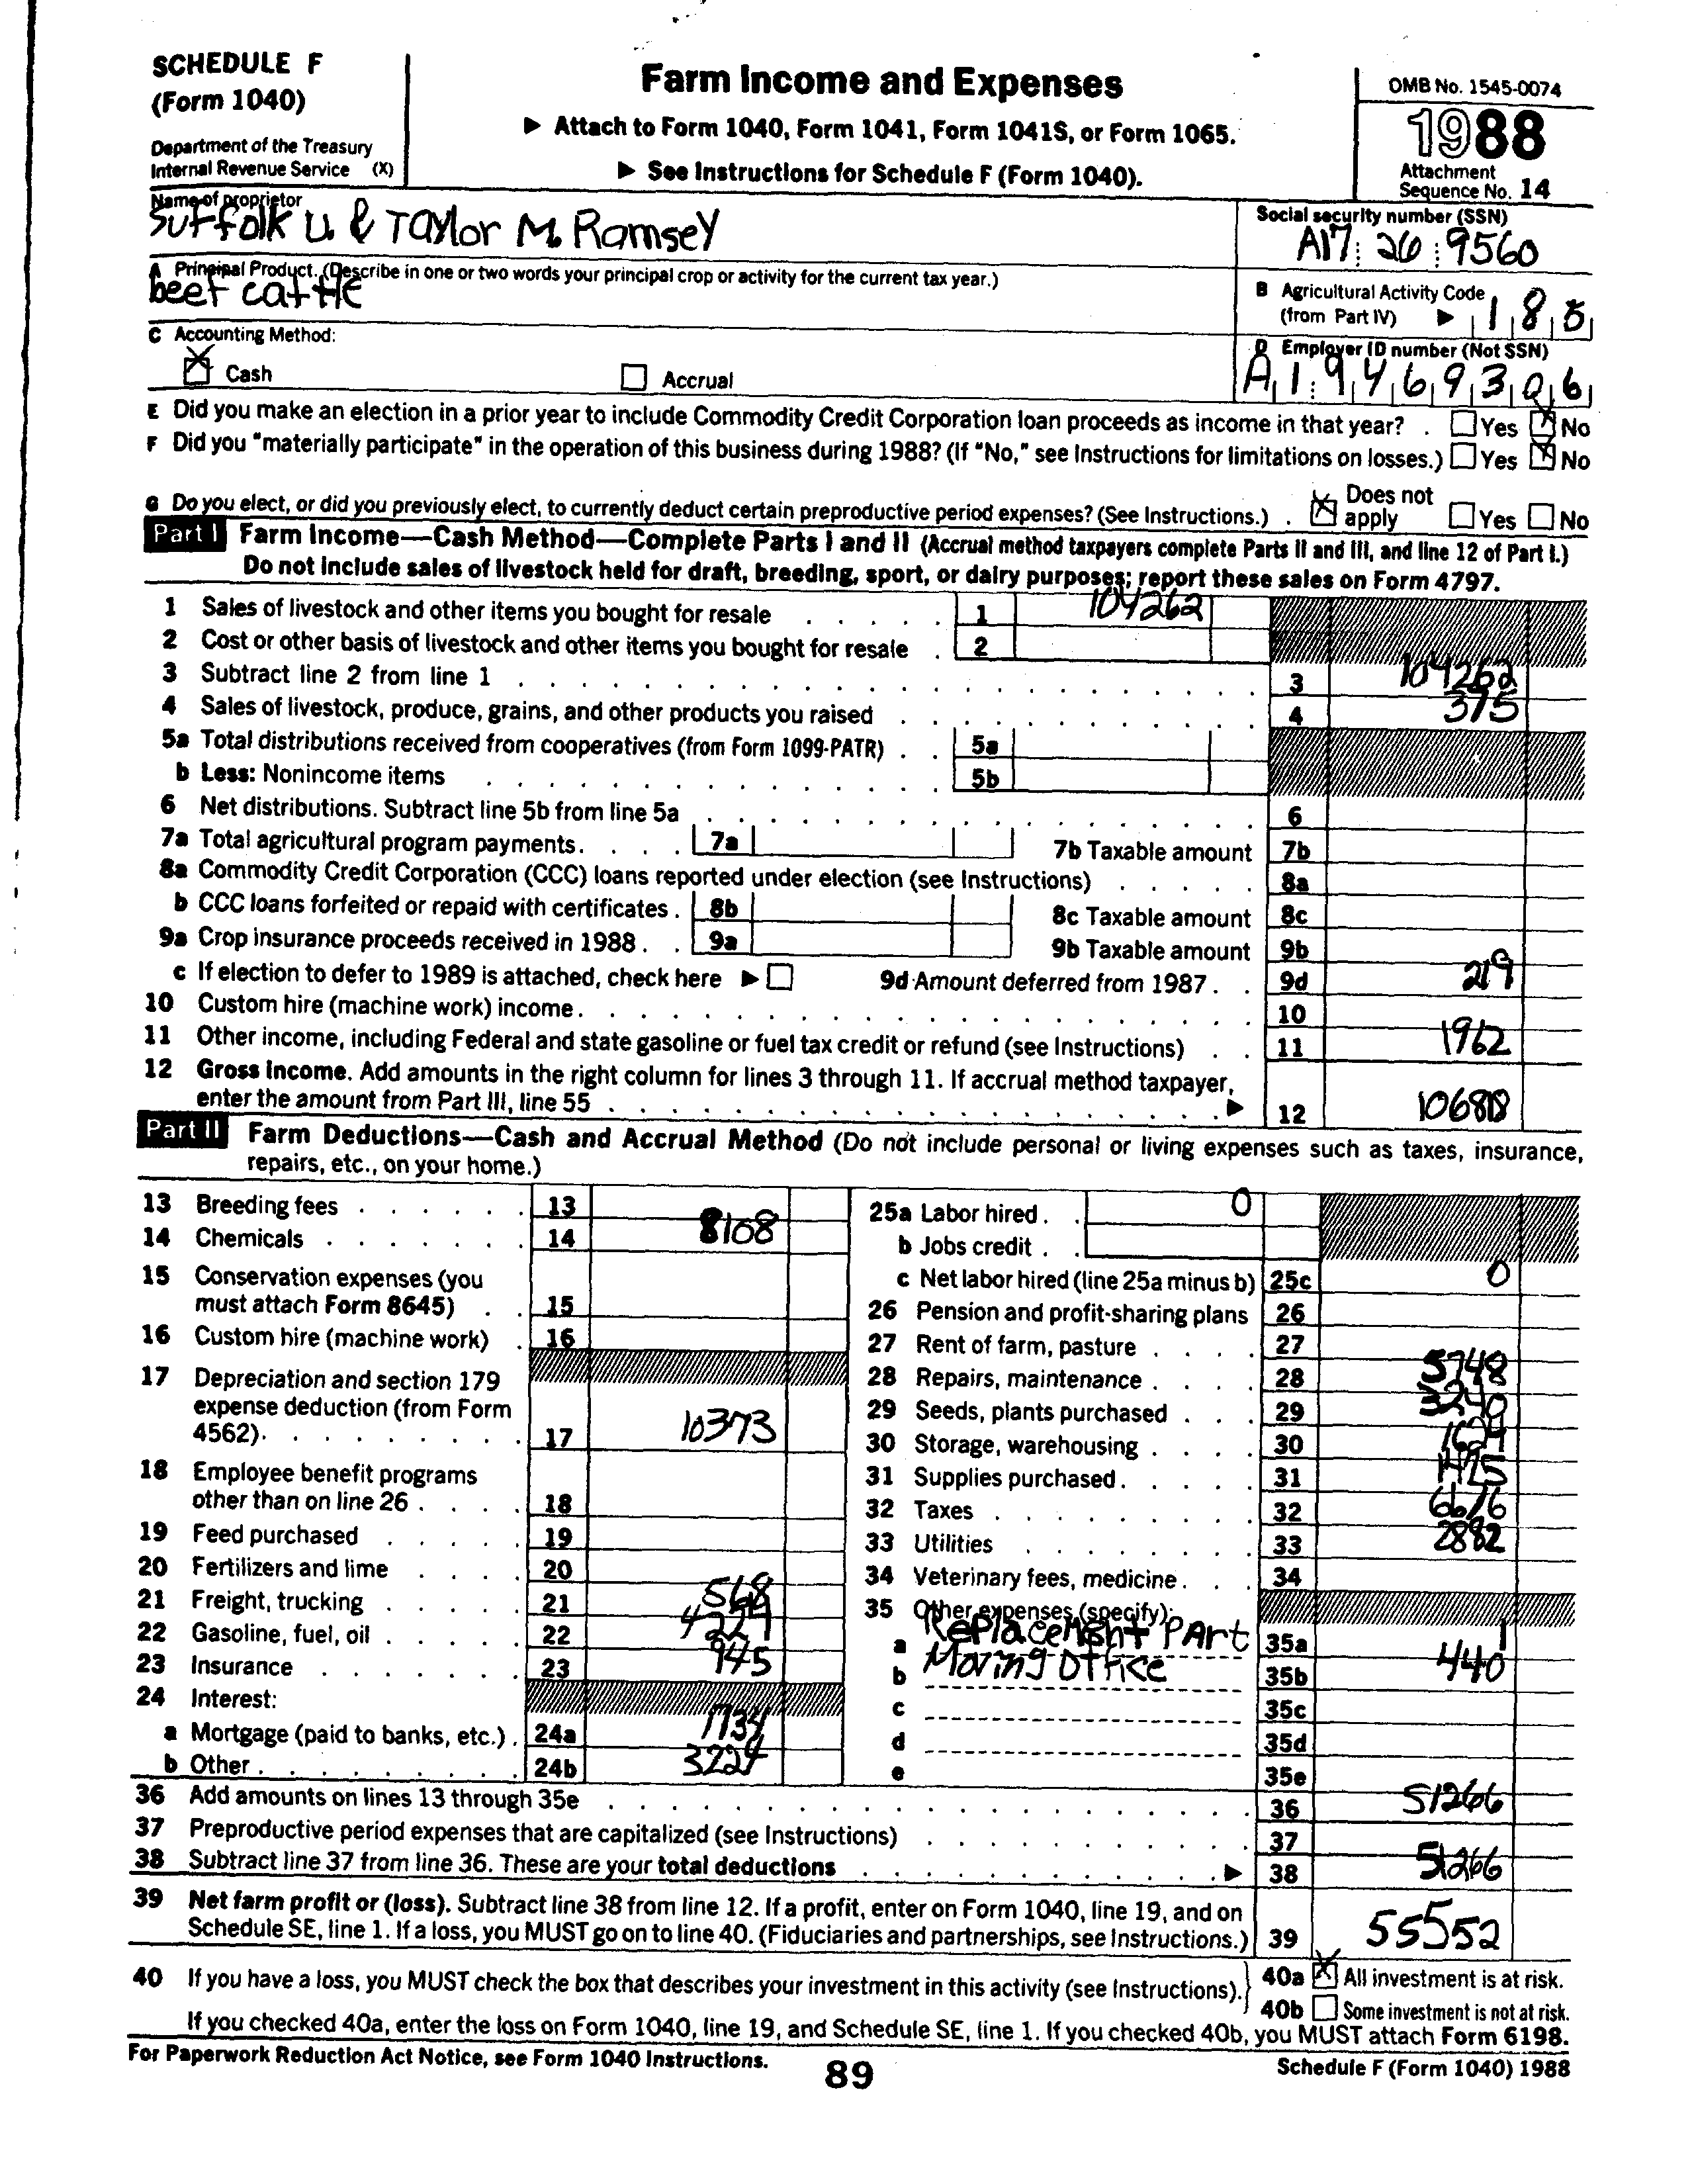 SCHEDULE F
(Form 1040)
Department of the Treasury
Internal Revenue Service (X)
Farm Income and Expenses
▶ Attach to Form 1040, Form 1041, Form 1041S, or Form 1065.
▶ See Instructions for Schedule F (Form 1040).
OMB No. 1545-0074
1988
Attachment
Sequence No. 14
Name of proprietor
Suffolk U. & Taylor M. Ramsey
Social security number (SSN)
A17 26 9560
A Principal Product. (Describe in one or two words your principal crop or activity for the current tax year.)
beef cattle
B Agricultural Activity Code
(from Part IV) ▶ 1 8
C Accounting Method:
Cash Accrual
D Employer ID number (Not SSN)
A 1 9 4 6 9 3 0 6
E Did you make an election in a prior year to include Commodity Credit Corporation loan proceeds as income in that year? . Yes No
F Did you "materially participate" in the operation of this business during 1988? (If "No," see Instructions for limitations on losses.) Yes No
G Do you elect, or did you previously elect, to currently deduct certain preproductive period expenses? (See Instructions.) . Does not apply Yes No
Part I Farm Income—Cash Method—Complete Parts I and II (Accrual method taxpayers complete Parts II and III, and line 12 of Part I.)
Do not include sales of livestock held for draft, breeding, sport, or dairy purposes; report these sales on Form 4797.
1 Sales of livestock and other items you bought for resale 1 104262
2 Cost or other basis of livestock and other items you bought for resale 2
3 Subtract line 2 from line 1 3 104262
4 Sales of livestock, produce, grains, and other products you raised 4 375
5a Total distributions received from cooperatives (from Form 1099-PATR) 5a
b Less: Nonincome items 5b
6 Net distributions. Subtract line 5b from line 5a 6
7a Total agricultural program payments. 7a 7b Taxable amount 7b
8a Commodity Credit Corporation (CCC) loans reported under election (see Instructions) 8a
b CCC loans forfeited or repaid with certificates. 8b 8c Taxable amount 8c
9a Crop insurance proceeds received in 1988. 9a 9b Taxable amount 9b
c If election to defer to 1989 is attached, check here ▶ 9d Amount deferred from 1987. 9d 219
10 Custom hire (machine work) income. 10
11 Other income, including Federal and state gasoline or fuel tax credit or refund (see Instructions) 11 1962
12 Gross Income. Add amounts in the right column for lines 3 through 11. If accrual method taxpayer,
enter the amount from Part III, line 55 ▶ 12 106818
Part II Farm Deductions—Cash and Accrual Method (Do not include personal or living expenses such as taxes, insurance,
repairs, etc., on your home.)
13 Breeding fees 13
14 Chemicals 14 8108
15 Conservation expenses (you
must attach Form 8645) 15
16 Custom hire (machine work) 16
17 Depreciation and section 179
expense deduction (from Form
4562). 17 10373
18 Employee benefit programs
other than on line 26 18
19 Feed purchased 19
20 Fertilizers and lime 20
21 Freight, trucking 21 568
22 Gasoline, fuel, oil 22
23 Insurance 23 945
24 Interest:
a Mortgage (paid to banks, etc.) 24a 1734
b Other 24b 3224
25a Labor hired 0
b Jobs credit
c Net labor hired (line 25a minus b) 25c 0
26 Pension and profit-sharing plans 26
27 Rent of farm, pasture 27
28 Repairs, maintenance 28 5748
29 Seeds, plants purchased 29 3240
30 Storage, warehousing 30
31 Supplies purchased 31 1475
32 Taxes 32 6676
33 Utilities 33 2882
34 Veterinary fees, medicine 34
35 Other expenses (specify):
a Replacement Part 35a 1
b Moving Office 35b 440
c 35c
d 35d
e 35e
36 Add amounts on lines 13 through 35e 36 51266
37 Preproductive period expenses that are capitalized (see Instructions) 37
38 Subtract line 37 from line 36. These are your total deductions ▶ 38 51266
39 Net farm profit or (loss). Subtract line 38 from line 12. If a profit, enter on Form 1040, line 19, and on
Schedule SE, line 1. If a loss, you MUST go on to line 40. (Fiduciaries and partnerships, see Instructions.) 39 55552
40 If you have a loss, you MUST check the box that describes your investment in this activity (see Instructions). 40a All investment is at risk.
40b Some investment is not at risk.
If you checked 40a, enter the loss on Form 1040, line 19, and Schedule SE, line 1. If you checked 40b, you MUST attach Form 6198.
For Paperwork Reduction Act Notice, see Form 1040 Instructions.
89
Schedule F (Form 1040) 1988